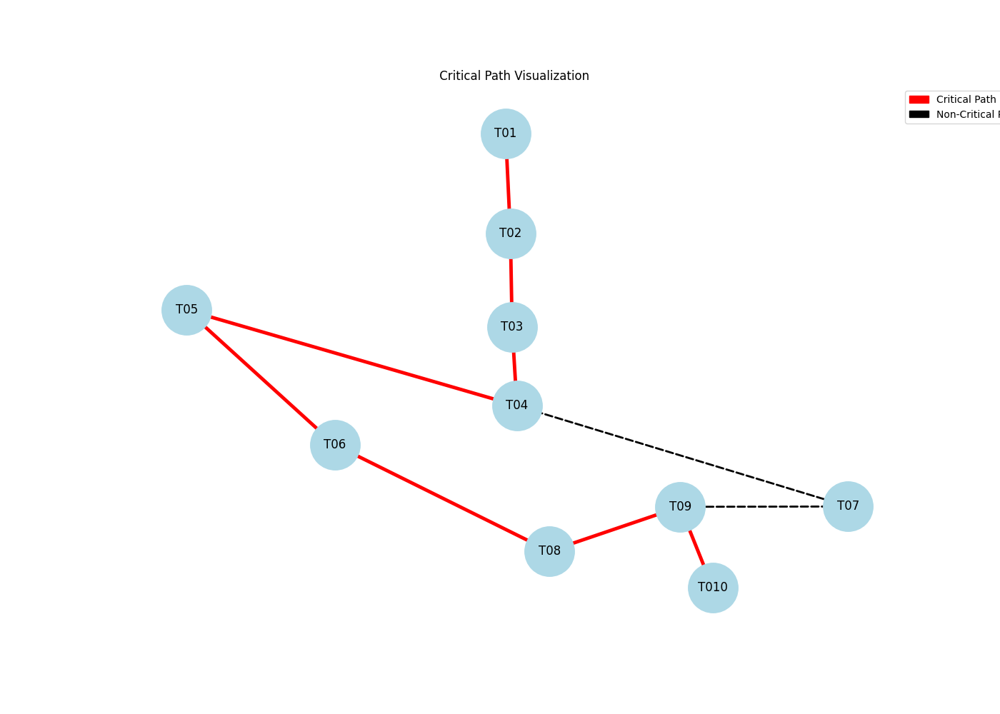 Critical Path Visualization
Critical Path
Non-Critical
T01
T02
T05
T03
T04
T06
T09
T07
T08
T010